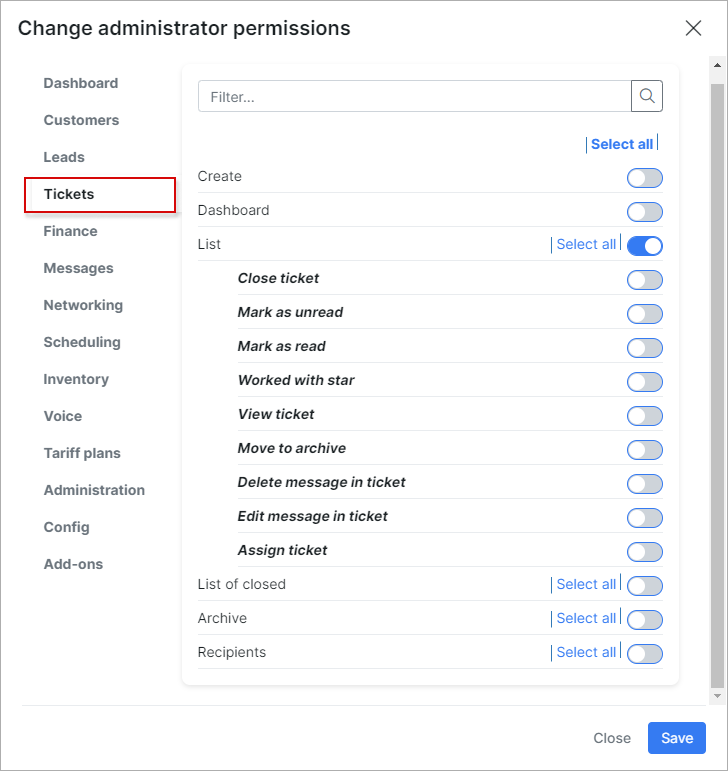 Change administrator permissions
Dashboard
Customers
Leads
Tickets
Finance
Messages
Networking
Scheduling
Inventory
Voice
Tariff plans
Administration
Config
Add-ons
Filter...
Select all
Create
Dashboard
List Select all
Close ticket
Mark as unread
Mark as read
Worked with star
View ticket
Move to archive
Delete message in ticket
Edit message in ticket
Assign ticket
List of closed Select all
Archive Select all
Recipients Select all
Close Save